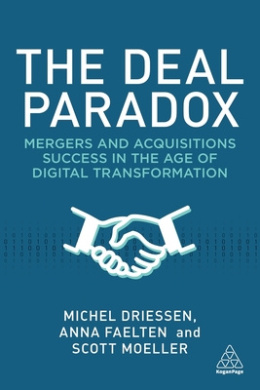 THE DEAL
PARADOX
MERGERS AND ACQUISITIONS
SUCCESS IN THE AGE OF
DIGITAL TRANSFORMATION
MICHEL DRIESSEN,
ANNA FAELTEN and
SCOTT MOELLER
KoganPage